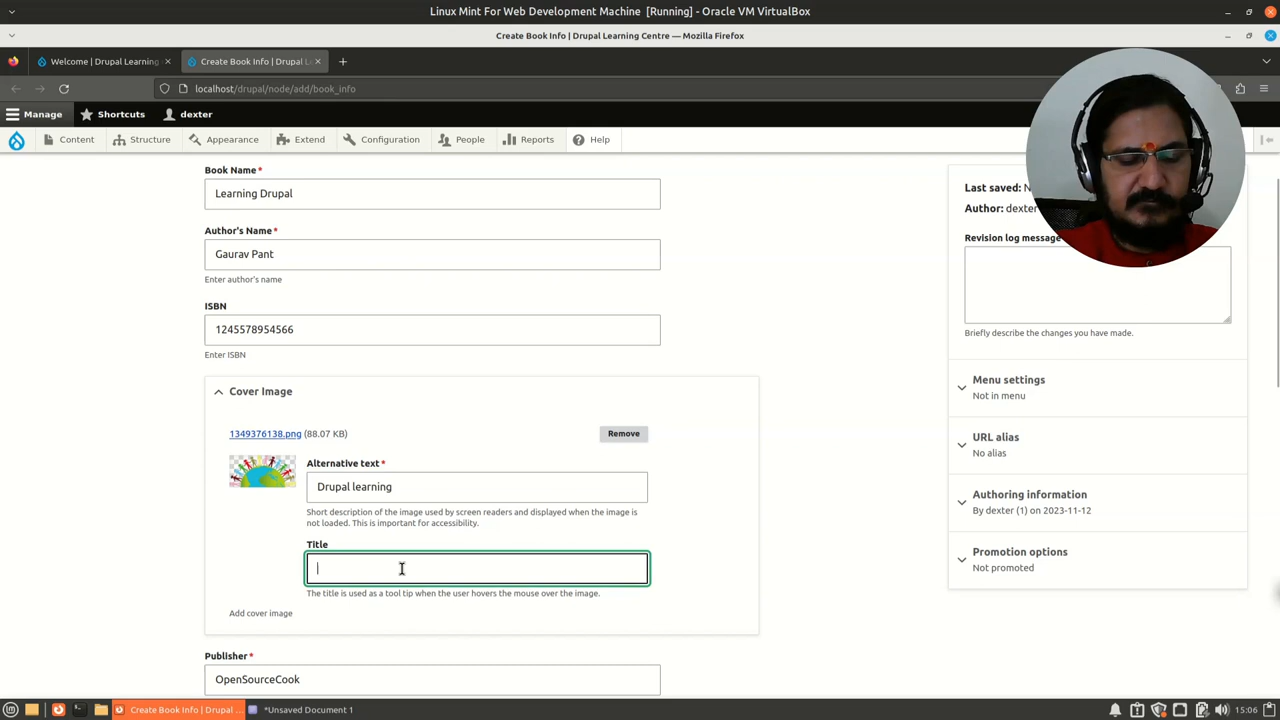 Linux Mint For Web Development Machine [Running] - Oracle VM VirtualBox
Create Book Info | Drupal Learning Centre — Mozilla Firefox
Welcome | Drupal Learning
Create Book Info | Drupal L
localhost/drupal/node/add/book_info
Manage Shortcuts dexter
Content Structure Appearance Extend Configuration People Reports Help
Book Name*
Learning Drupal
Author's Name*
Gaurav Pant
Enter author's name
ISBN
1245578954566
Enter ISBN
Cover Image
1349376138.png (88.07 KB)
Remove
Alternative text*
Drupal learning
Short description of the image used by screen readers and displayed when the image is
not loaded. This is important for accessibility.
Title
The title is used as a tool tip when the user hovers the mouse over the image.
Add cover image
Publisher*
OpenSourceCook
Last saved:
Author: dexter
Revision log message
Briefly describe the changes you have made.
Menu settings
Not in menu
URL alias
No alias
Authoring information
By dexter (1) on 2023-11-12
Promotion options
Not promoted
Create Book Info | Drupal ...
*Unsaved Document 1
15:06